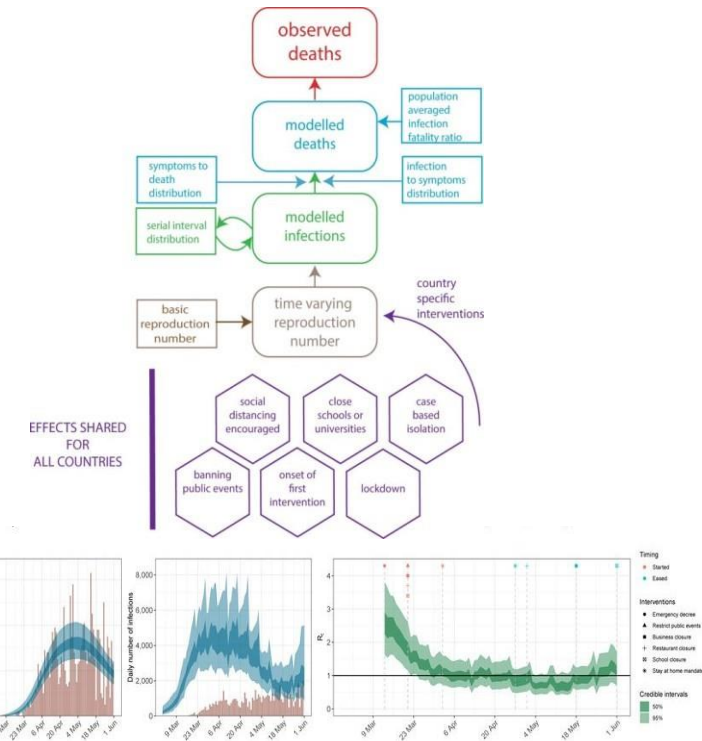 observed
deaths
modelled
deaths
population
averaged
infection
fatality ratio
symptoms to
death
distribution
infection
to symptoms
distribution
serial interval
distribution
modelled
infections
country
specific
interventions
basic
reproduction
number
time varying
reproduction
number
EFFECTS SHARED
FOR
ALL COUNTRIES
social
distancing
encouraged
close
schools or
universities
case
based
isolation
banning
public events
onset of
first
intervention
lockdown
Mar
23 Mar
6 Apr
20 Apr
4 May
18 May
1 Jun
Daily number of infections
8,000
6,000
4,000
2,000
0
9 Mar
23 Mar
6 Apr
20 Apr
4 May
18 May
1 Jun
4
3
2
1
0
9 Mar
23 Mar
6 Apr
20 Apr
4 May
18 May
1 Jun
Timing
Started
Eased
Interventions
Emergency decree
Restrict public events
Business closure
Restaurant closure
School closure
Stay at home mandate
Credible intervals
50%
95%